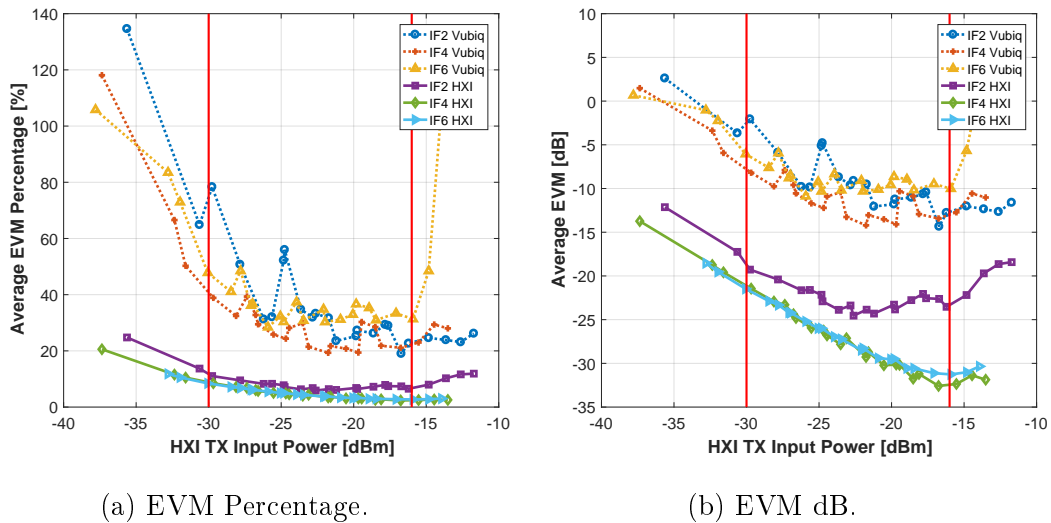 140
120
100
80
60
40
20
0
-40
-35
-30
-25
-20
-15
-10
Average EVM Percentage [%]
HXI TX Input Power [dBm]
IF2 Vubiq
IF4 Vubiq
IF6 Vubiq
IF2 HXI
IF4 HXI
IF6 HXI
(a) EVM Percentage.
10
5
0
-5
-10
-15
-20
-25
-30
-35
-40
-35
-30
-25
-20
-15
-10
Average EVM [dB]
HXI TX Input Power [dBm]
IF2 Vubiq
IF4 Vubiq
IF6 Vubiq
IF2 HXI
IF4 HXI
IF6 HXI
(b) EVM dB.